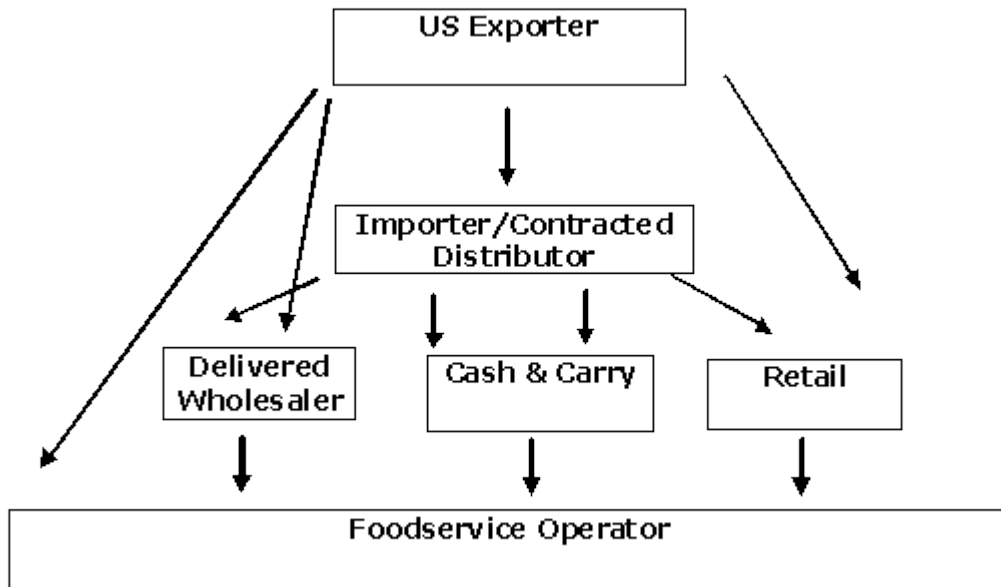 US Exporter
Importer/Contracted
Distributor
Delivered
Wholesaler
Cash & Carry
Retail
Foodservice Operator